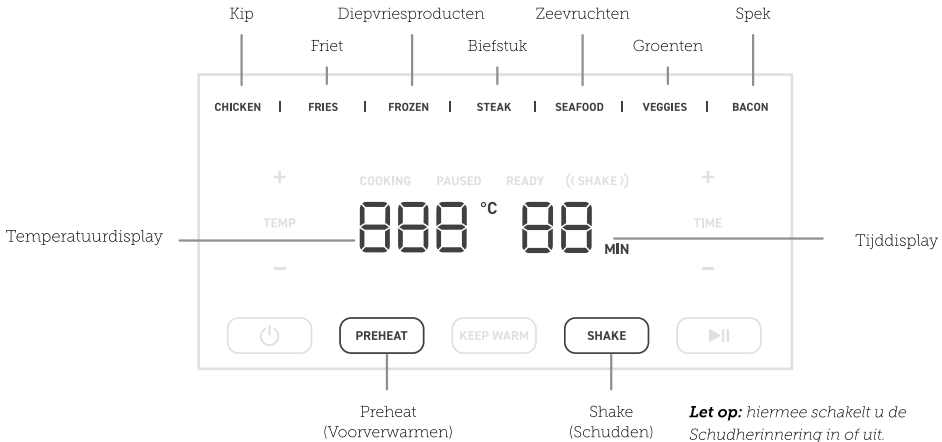 Kip Diepvriesproducten Zeevruchten Spek
Friet Biefstuk Groenten
CHICKEN | FRIES | FROZEN | STEAK | SEAFOOD | VEGGIES | BACON
+ COOKING PAUSED READY ((SHAKE)) +
TEMP 888 °C 88 MIN TIME
Temperatuurdisplay Tijddisplay
− −
PREHEAT KEEP WARM SHAKE
Preheat Shake Let op: hiermee schakelt u de
(Voorverwarmen) (Schudden) Schudherinnering in of uit.